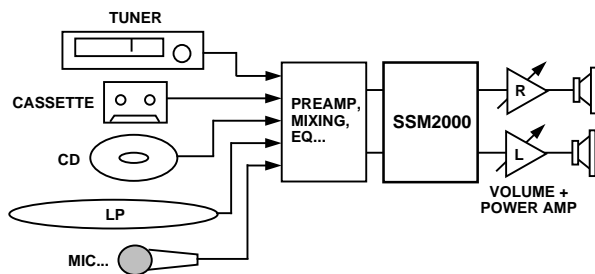 TUNER
CASSETTE
CD
LP
MIC...
PREAMP,
MIXING,
EQ...
SSM2000
R
L
VOLUME +
POWER AMP